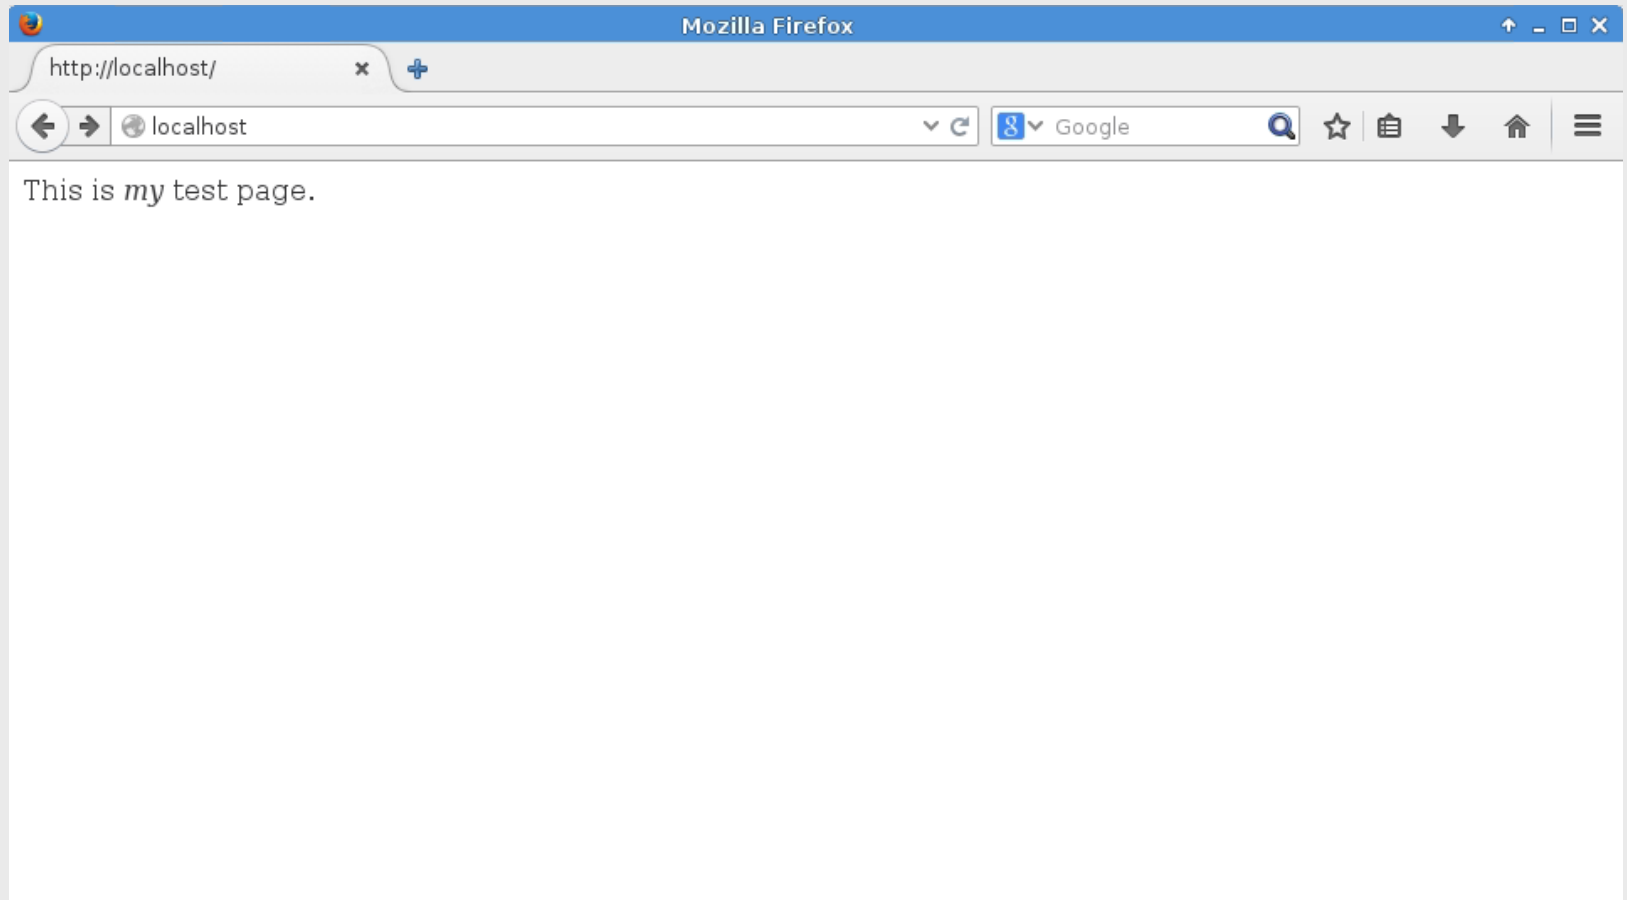 Mozilla Firefox
http://localhost/
localhost
Google
This is my test page.